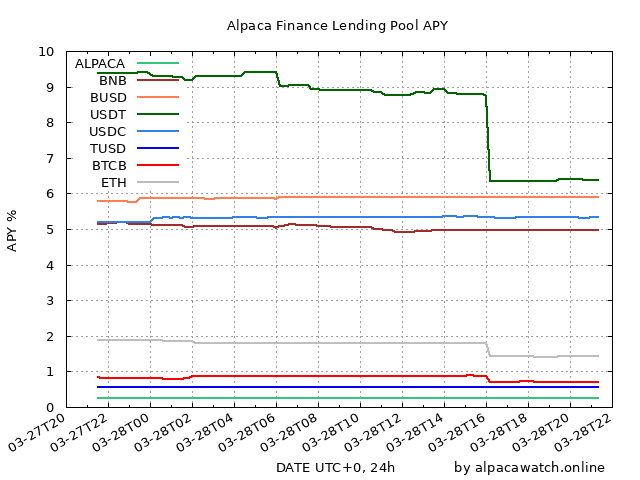 Alpaca Finance Lending Pool APY
10
9
8
7
6
5
4
3
2
1
0
APY %
ALPACA
BNB
BUSD
USDT
USDC
TUSD
BTCB
ETH
03-27T20
03-27T22
03-28T00
03-28T02
03-28T04
03-28T06
03-28T08
03-28T10
03-28T12
03-28T14
03-28T16
03-28T18
03-28T20
03-28T22
DATE UTC+0, 24h
by alpacawatch.online